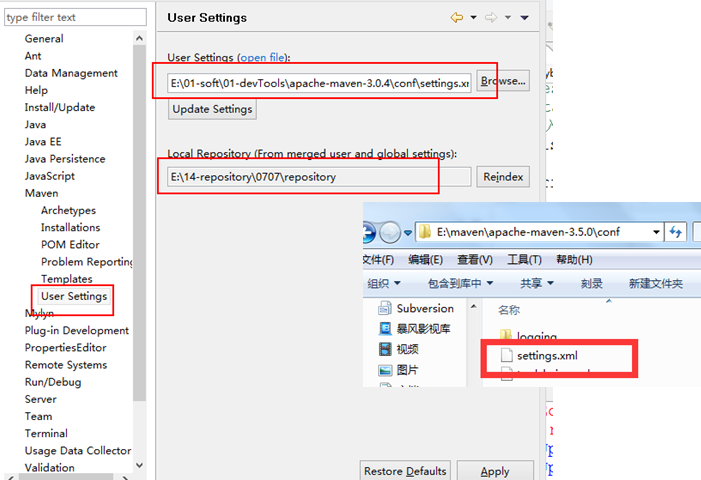 type filter text
General
Ant
Data Management
Help
Install/Update
Java
Java EE
Java Persistence
JavaScript
Maven
Archetypes
Installations
POM Editor
Problem Reporting
Templates
User Settings
Mylyn
Plug-in Development
PropertiesEditor
Remote Systems
Run/Debug
Server
Team
Terminal
Usage Data Collector
Validation
User Settings
User Settings (open file):
E:\01-soft\01-devTools\apache-maven-3.0.4\conf\settings.xm
Browse...
Update Settings
Local Repository (From merged user and global settings):
E:\14-repository\0707\repository
Reindex
E:\maven\apache-maven-3.5.0\conf
文件(F) 编辑(E) 查看(V) 工具(T) 帮助(H)
组织 包含到库中 共享 刻录 新建文件夹
Subversion
暴风影视库
视频
图片
名称
logging
settings.xml
Restore Defaults
Apply